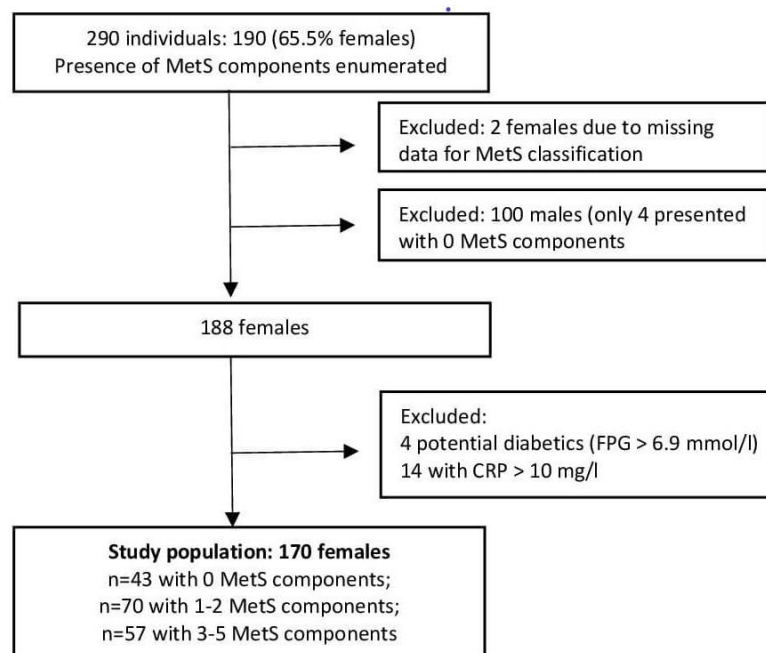 290 individuals: 190 (65.5% females)
Presence of MetS components enumerated
Excluded: 2 females due to missing
data for MetS classification
Excluded: 100 males (only 4 presented
with 0 MetS components
188 females
Excluded:
4 potential diabetics (FPG > 6.9 mmol/l)
14 with CRP > 10 mg/l
Study population: 170 females
n=43 with 0 MetS components;
n=70 with 1-2 MetS components;
n=57 with 3-5 MetS components